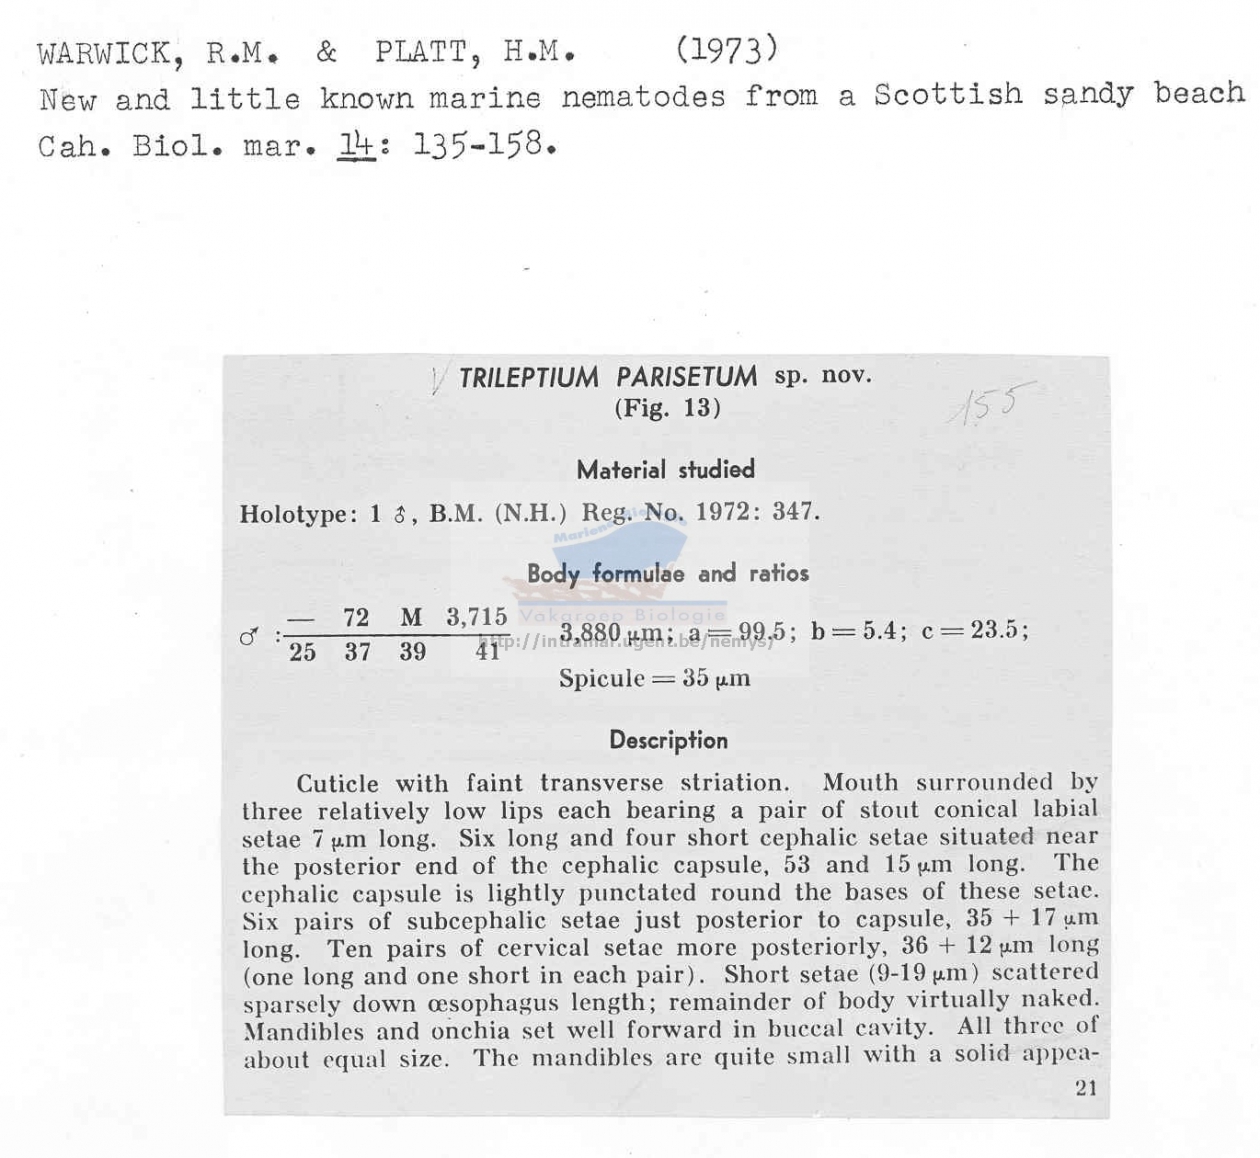 WARWICK, R.M. & PLATT, H.M. (1973)
New and little known marine nematodes from a Scottish sandy beach
Cah. Biol. mar. 14: 135-158.
TRILEPTIUM PARISETUM sp. nov.
(Fig. 13)
155
Material studied
Holotype: 1 ♂, B.M. (N.H.) Reg. No. 1972: 347.
Body formulae and ratios
— 72 M 3,715
♂ : 3,880 µm; a = 99.5; b = 5.4; c = 23.5;
25 37 39 41
Vakgroep Biologie
http://intramar.ugent.be/nemys/
Spicule = 35 µm
Description
Cuticle with faint transverse striation. Mouth surrounded by
three relatively low lips each bearing a pair of stout conical labial
setae 7 µm long. Six long and four short cephalic setae situated near
the posterior end of the cephalic capsule, 53 and 15 µm long. The
cephalic capsule is lightly punctated round the bases of these setae.
Six pairs of subcephalic setae just posterior to capsule, 35 + 17 µm
long. Ten pairs of cervical setae more posteriorly, 36 + 12 µm long
(one long and one short in each pair). Short setae (9-19 µm) scattered
sparsely down œsophagus length; remainder of body virtually naked.
Mandibles and onchia set well forward in buccal cavity. All three of
about equal size. The mandibles are quite small with a solid appea-
21